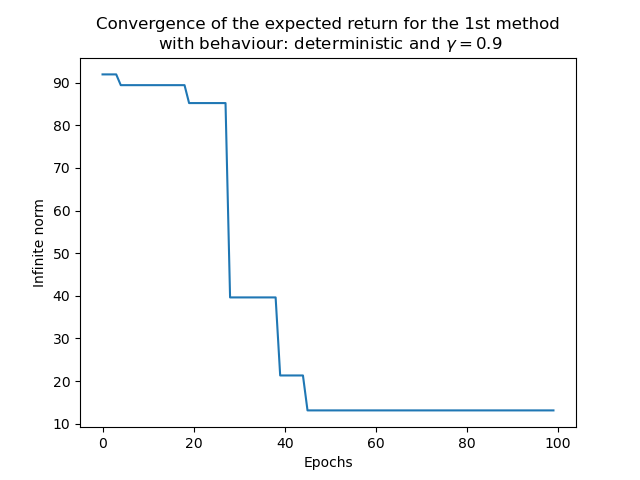 Convergence of the expected return for the 1st method
with behaviour: deterministic and γ = 0.9
90
80
70
60
50
40
30
20
10
Infinite norm
0 20 40 60 80 100
Epochs